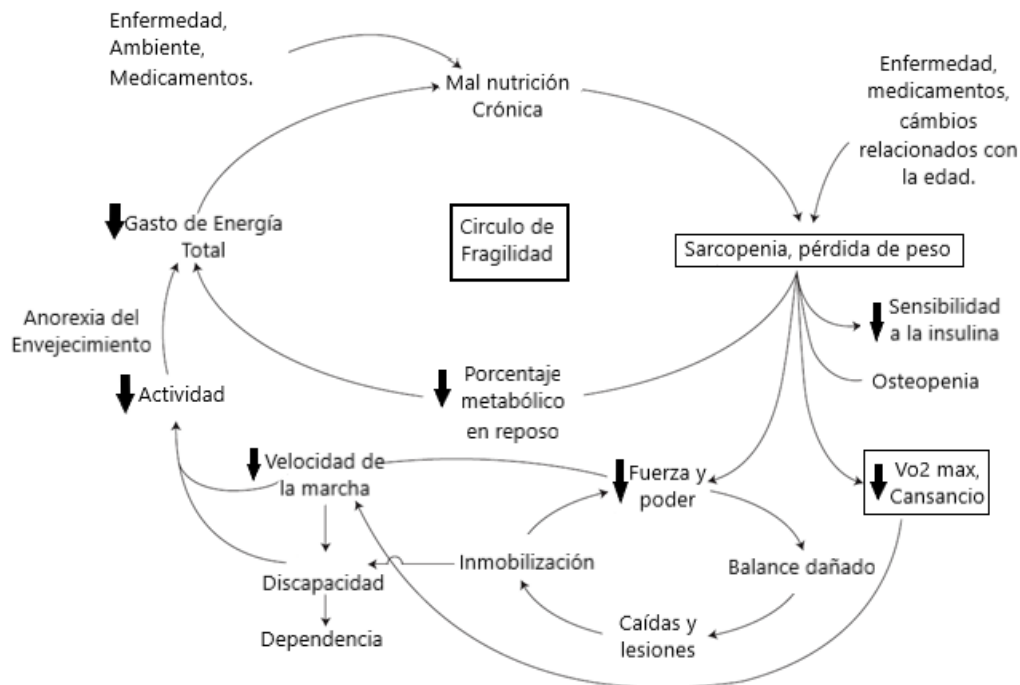 Enfermedad,
Ambiente,
Medicamentos.
Mal nutrición
Crónica
Enfermedad,
medicamentos,
cámbios
relacionados con
la edad.
Gasto de Energía
Total
Circulo de
Fragilidad
Sarcopenia, pérdida de peso
Sensibilidad
a la insulina
Anorexia del
Envejecimiento
Porcentaje
metabólico
en reposo
Osteopenia
Actividad
Velocidad de
la marcha
Fuerza y
poder
Vo2 max,
Cansancio
Inmobilización
Balance dañado
Discapacidad
Caídas y
lesiones
Dependencia